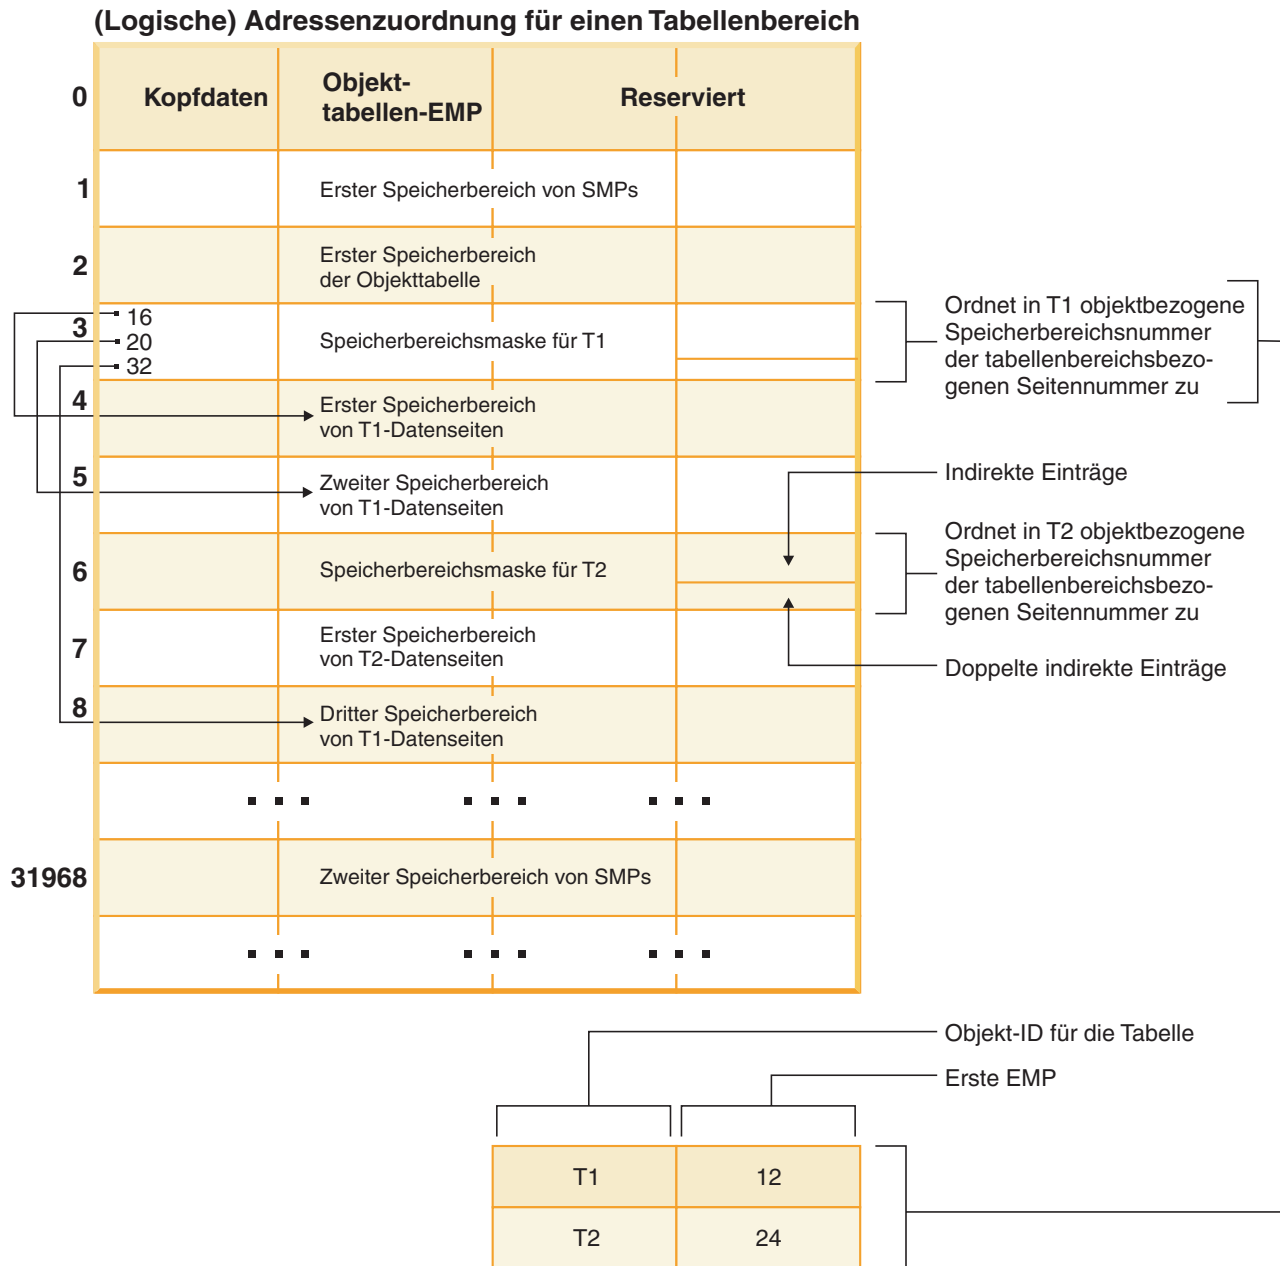 (Logische) Adressenzuordnung für einen Tabellenbereich
0
Kopfdaten
Objekt-
tabellen-EMP
Reserviert
1
Erster Speicherbereich von SMPs
2
Erster Speicherbereich
der Objekttabelle
3
16
20
32
Speicherbereichsmaske für T1
Ordnet in T1 objektbezogene
Speicherbereichsnummer
der tabellenbereichsbezo-
genen Seitennummer zu
4
Erster Speicherbereich
von T1-Datenseiten
5
Zweiter Speicherbereich
von T1-Datenseiten
Indirekte Einträge
6
Speicherbereichsmaske für T2
Ordnet in T2 objektbezogene
Speicherbereichsnummer
der tabellenbereichsbezo-
genen Seitennummer zu
7
Erster Speicherbereich
von T2-Datenseiten
Doppelte indirekte Einträge
8
Dritter Speicherbereich
von T1-Datenseiten
31968
Zweiter Speicherbereich von SMPs
Objekt-ID für die Tabelle
Erste EMP
T1
12
T2
24